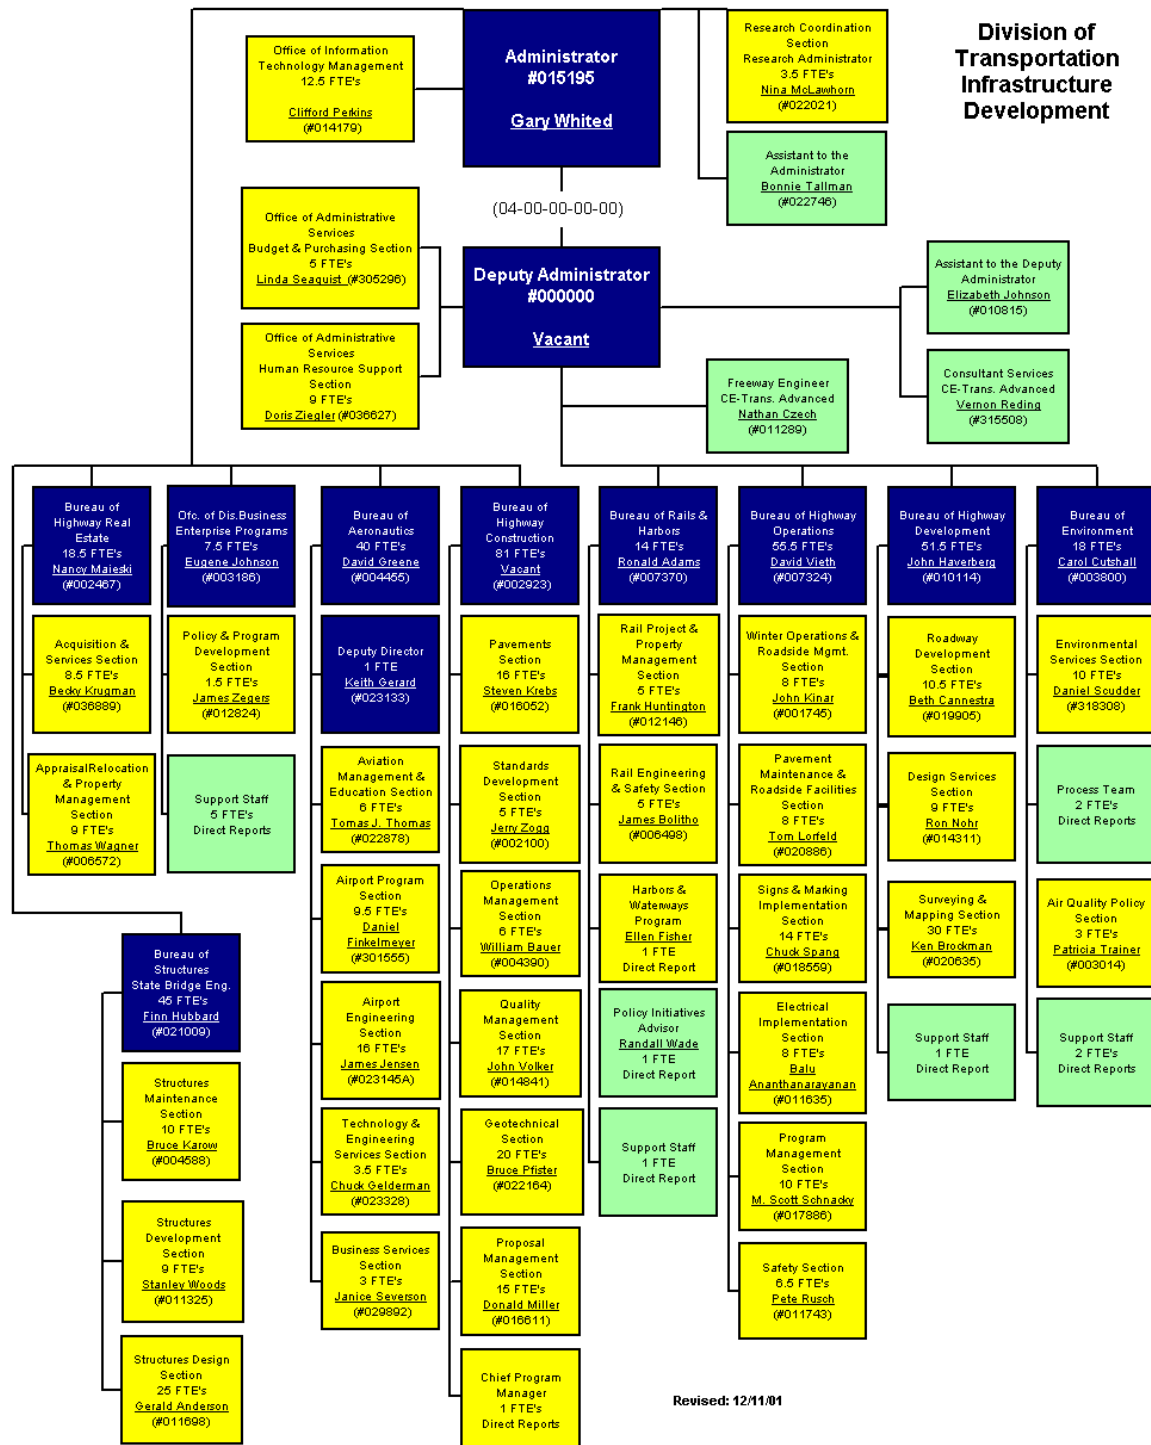 Division of
Transportation
Infrastructure
Development
Office of Information
Technology Management
12.5 FTE's
Clifford Perkins
(#014179)
Administrator
#015195
Gary Whited
Research Coordination
Section
Research Administrator
3.5 FTE's
Nina McLawhorn
(#022021)
Assistant to the
Administrator
Bonnie Tallman
(#022746)
(04-00-00-00-00)
Office of Administrative
Services
Budget & Purchasing Section
5 FTE's
Linda Seaquist (#305296)
Deputy Administrator
#000000
Vacant
Assistant to the Deputy
Administrator
Elizabeth Johnson
(#010815)
Office of Administrative
Services
Human Resource Support
Section
9 FTE's
Doris Ziegler (#036627)
Freeway Engineer
CE-Trans. Advanced
Nathan Czech
(#011289)
Consultant Services
CE-Trans. Advanced
Vernon Reding
(#315508)
Bureau of
Highway Real
Estate
18.5 FTE's
Nancy Maieski
(#002467)
Ofc. of Dis.Business
Enterprise Programs
7.5 FTE's
Eugene Johnson
(#003186)
Bureau of
Aeronautics
40 FTE's
David Greene
(#004455)
Bureau of
Highway
Construction
81 FTE's
Vacant
(#002923)
Bureau of Rails &
Harbors
14 FTE's
Ronald Adams
(#007370)
Bureau of Highway
Operations
55.5 FTE's
David Vieth
(#007324)
Bureau of Highway
Development
51.5 FTE's
John Haverberg
(#010114)
Bureau of
Environment
18 FTE's
Carol Cutshall
(#003800)
Acquisition &
Services Section
8.5 FTE's
Becky Krugman
(#036889)
Policy & Program
Development
Section
1.5 FTE's
James Zegers
(#012824)
Deputy Director
1 FTE
Keith Gerard
(#023133)
Pavements
Section
16 FTE's
Steven Krebs
(#016052)
Rail Project &
Property
Management
Section
5 FTE's
Frank Huntington
(#012146)
Winter Operations &
Roadside Mgmt.
Section
8 FTE's
John Kinar
(#001745)
Roadway
Development
Section
10.5 FTE's
Beth Cannestra
(#019905)
Environmental
Services Section
10 FTE's
Daniel Scudder
(#318308)
AppraisalRelocation
& Property
Management
Section
9 FTE's
Thomas Wagner
(#006572)
Support Staff
5 FTE's
Direct Reports
Aviation
Management &
Education Section
6 FTE's
Tomas J. Thomas
(#022878)
Standards
Development
Section
5 FTE's
Jerry Zogg
(#002100)
Rail Engineering
& Safety Section
5 FTE's
James Bolitho
(#006498)
Pavement
Maintenance &
Roadside Facilities
Section
8 FTE's
Tom Lorfeld
(#020886)
Design Services
Section
9 FTE's
Ron Nohr
(#014311)
Process Team
2 FTE's
Direct Reports
Airport Program
Section
9.5 FTE's
Daniel
Finkelmeyer
(#301555)
Operations
Management
Section
6 FTE's
William Bauer
(#004390)
Harbors &
Waterways
Program
Ellen Fisher
1 FTE
Direct Report
Signs & Marking
Implementation
Section
14 FTE's
Chuck Spang
(#018559)
Surveying &
Mapping Section
30 FTE's
Ken Brockman
(#020635)
Air Quality Policy
Section
3 FTE's
Patricia Trainer
(#003014)
Bureau of
Structures
State Bridge Eng.
45 FTE's
Finn Hubbard
(#021009)
Airport
Engineering
Section
16 FTE's
James Jensen
(#023145A)
Quality
Management
Section
17 FTE's
John Volker
(#014841)
Policy Initiatives
Advisor
Randall Wade
1 FTE
Direct Report
Electrical
Implementation
Section
8 FTE's
Balu
Ananthanarayanan
(#011635)
Support Staff
1 FTE
Direct Report
Support Staff
2 FTE's
Direct Reports
Structures
Maintenance
Section
10 FTE's
Bruce Karow
(#004588)
Technology &
Engineering
Services Section
3.5 FTE's
Chuck Gelderman
(#023328)
Geotechnical
Section
20 FTE's
Bruce Pfister
(#022164)
Support Staff
1 FTE
Direct Report
Program
Management
Section
10 FTE's
M. Scott Schnacky
(#017886)
Structures
Development
Section
9 FTE's
Stanley Woods
(#011325)
Business Services
Section
3 FTE's
Janice Severson
(#029892)
Proposal
Management
Section
15 FTE's
Donald Miller
(#016611)
Safety Section
6.5 FTE's
Pete Rusch
(#011743)
Structures Design
Section
25 FTE's
Gerald Anderson
(#011698)
Chief Program
Manager
1 FTE's
Direct Reports
Revised: 12/11/01